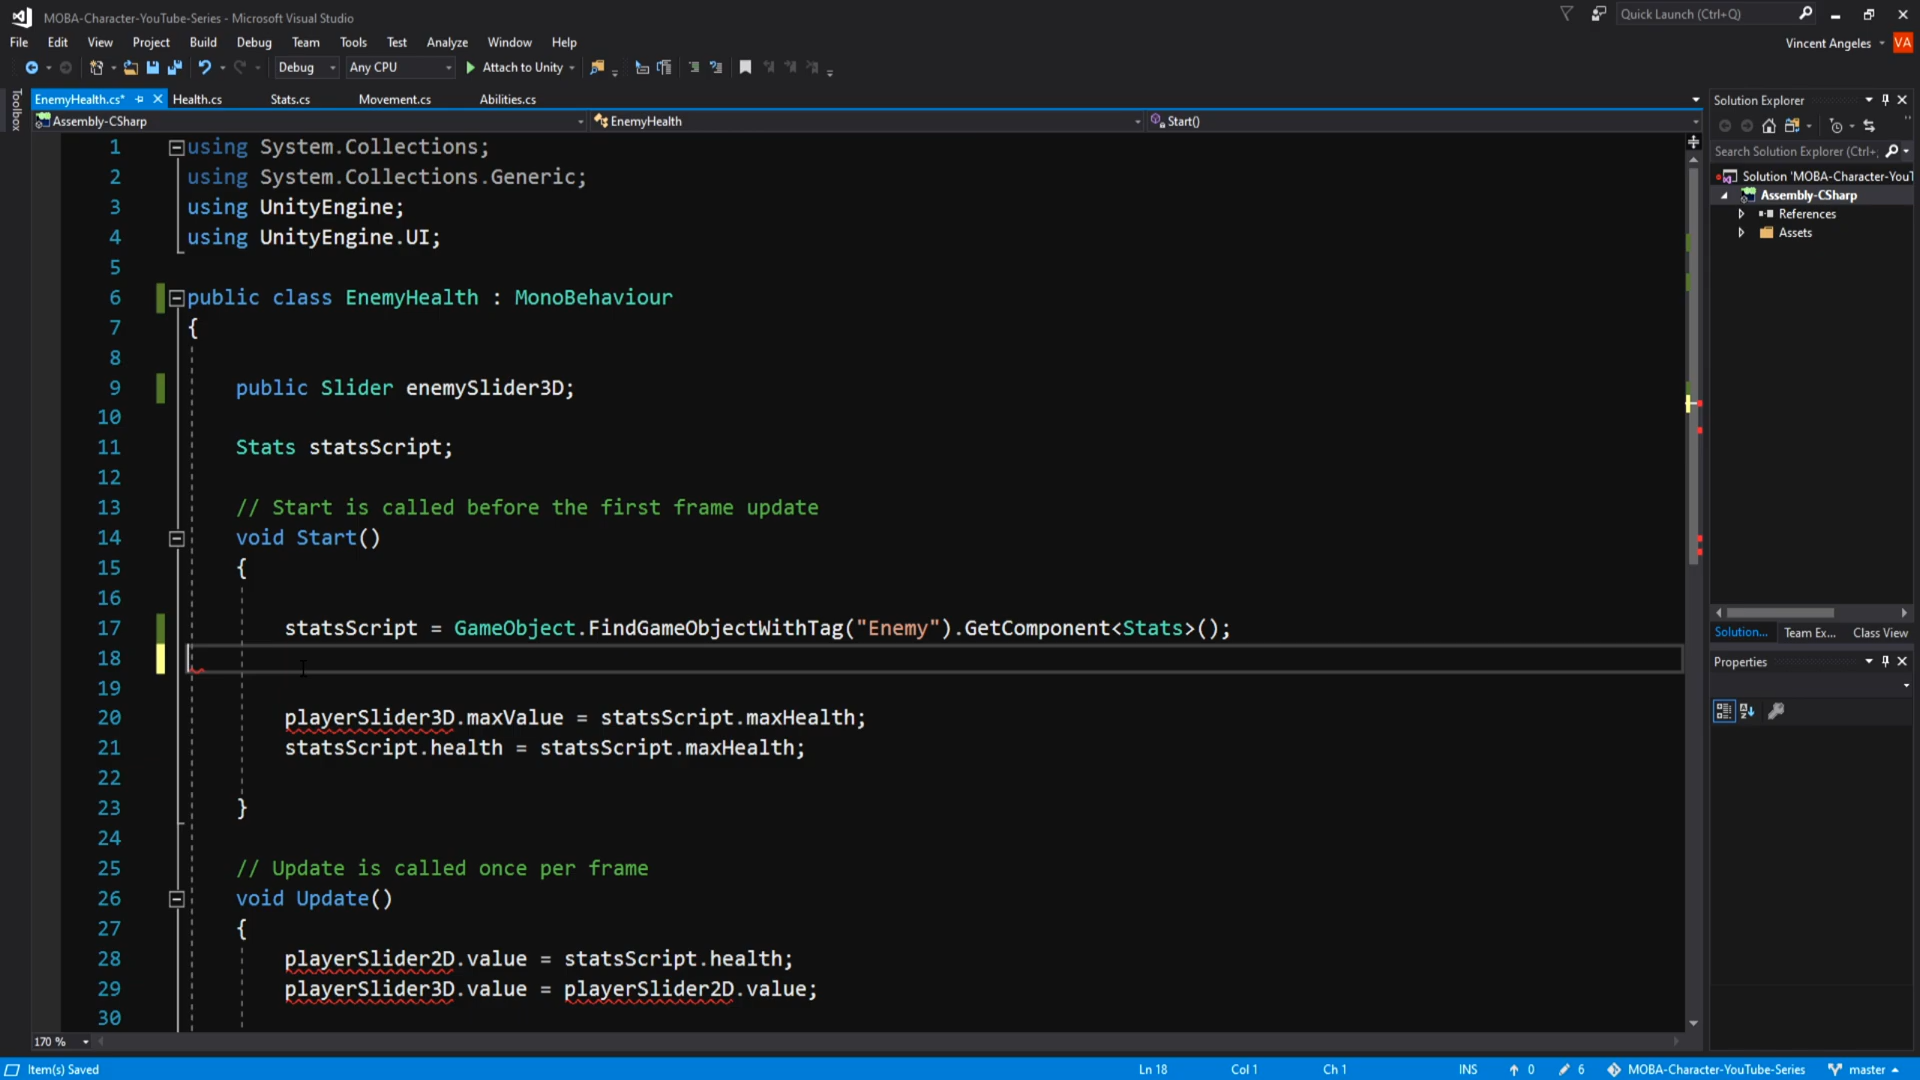 MOBA-Character-YouTube-Series - Microsoft Visual Studio
Quick Launch (Ctrl+Q)
File Edit View Project Build Debug Team Tools Test Analyze Window Help
Vincent Angeles VA
Debug Any CPU Attach to Unity
Toolbox
EnemyHealth.cs* Health.cs Stats.cs Movement.cs Abilities.cs
Assembly-CSharp EnemyHealth Start()
1 using System.Collections;
2 using System.Collections.Generic;
3 using UnityEngine;
4 using UnityEngine.UI;
5
6 public class EnemyHealth : MonoBehaviour
7 {
8
9 public Slider enemySlider3D;
10
11 Stats statsScript;
12
13 // Start is called before the first frame update
14 void Start()
15 {
16
17 statsScript = GameObject.FindGameObjectWithTag("Enemy").GetComponent<Stats>();
18
19
20 playerSlider3D.maxValue = statsScript.maxHealth;
21 statsScript.health = statsScript.maxHealth;
22
23 }
24
25 // Update is called once per frame
26 void Update()
27 {
28 playerSlider2D.value = statsScript.health;
29 playerSlider3D.value = playerSlider2D.value;
30
170 %
Solution Explorer
Search Solution Explorer (Ctrl+;
Solution 'MOBA-Character-YouT
Assembly-CSharp
References
Assets
Solution... Team Ex... Class View
Properties
Item(s) Saved Ln 18 Col 1 Ch 1 INS 0 6 MOBA-Character-YouTube-Series master